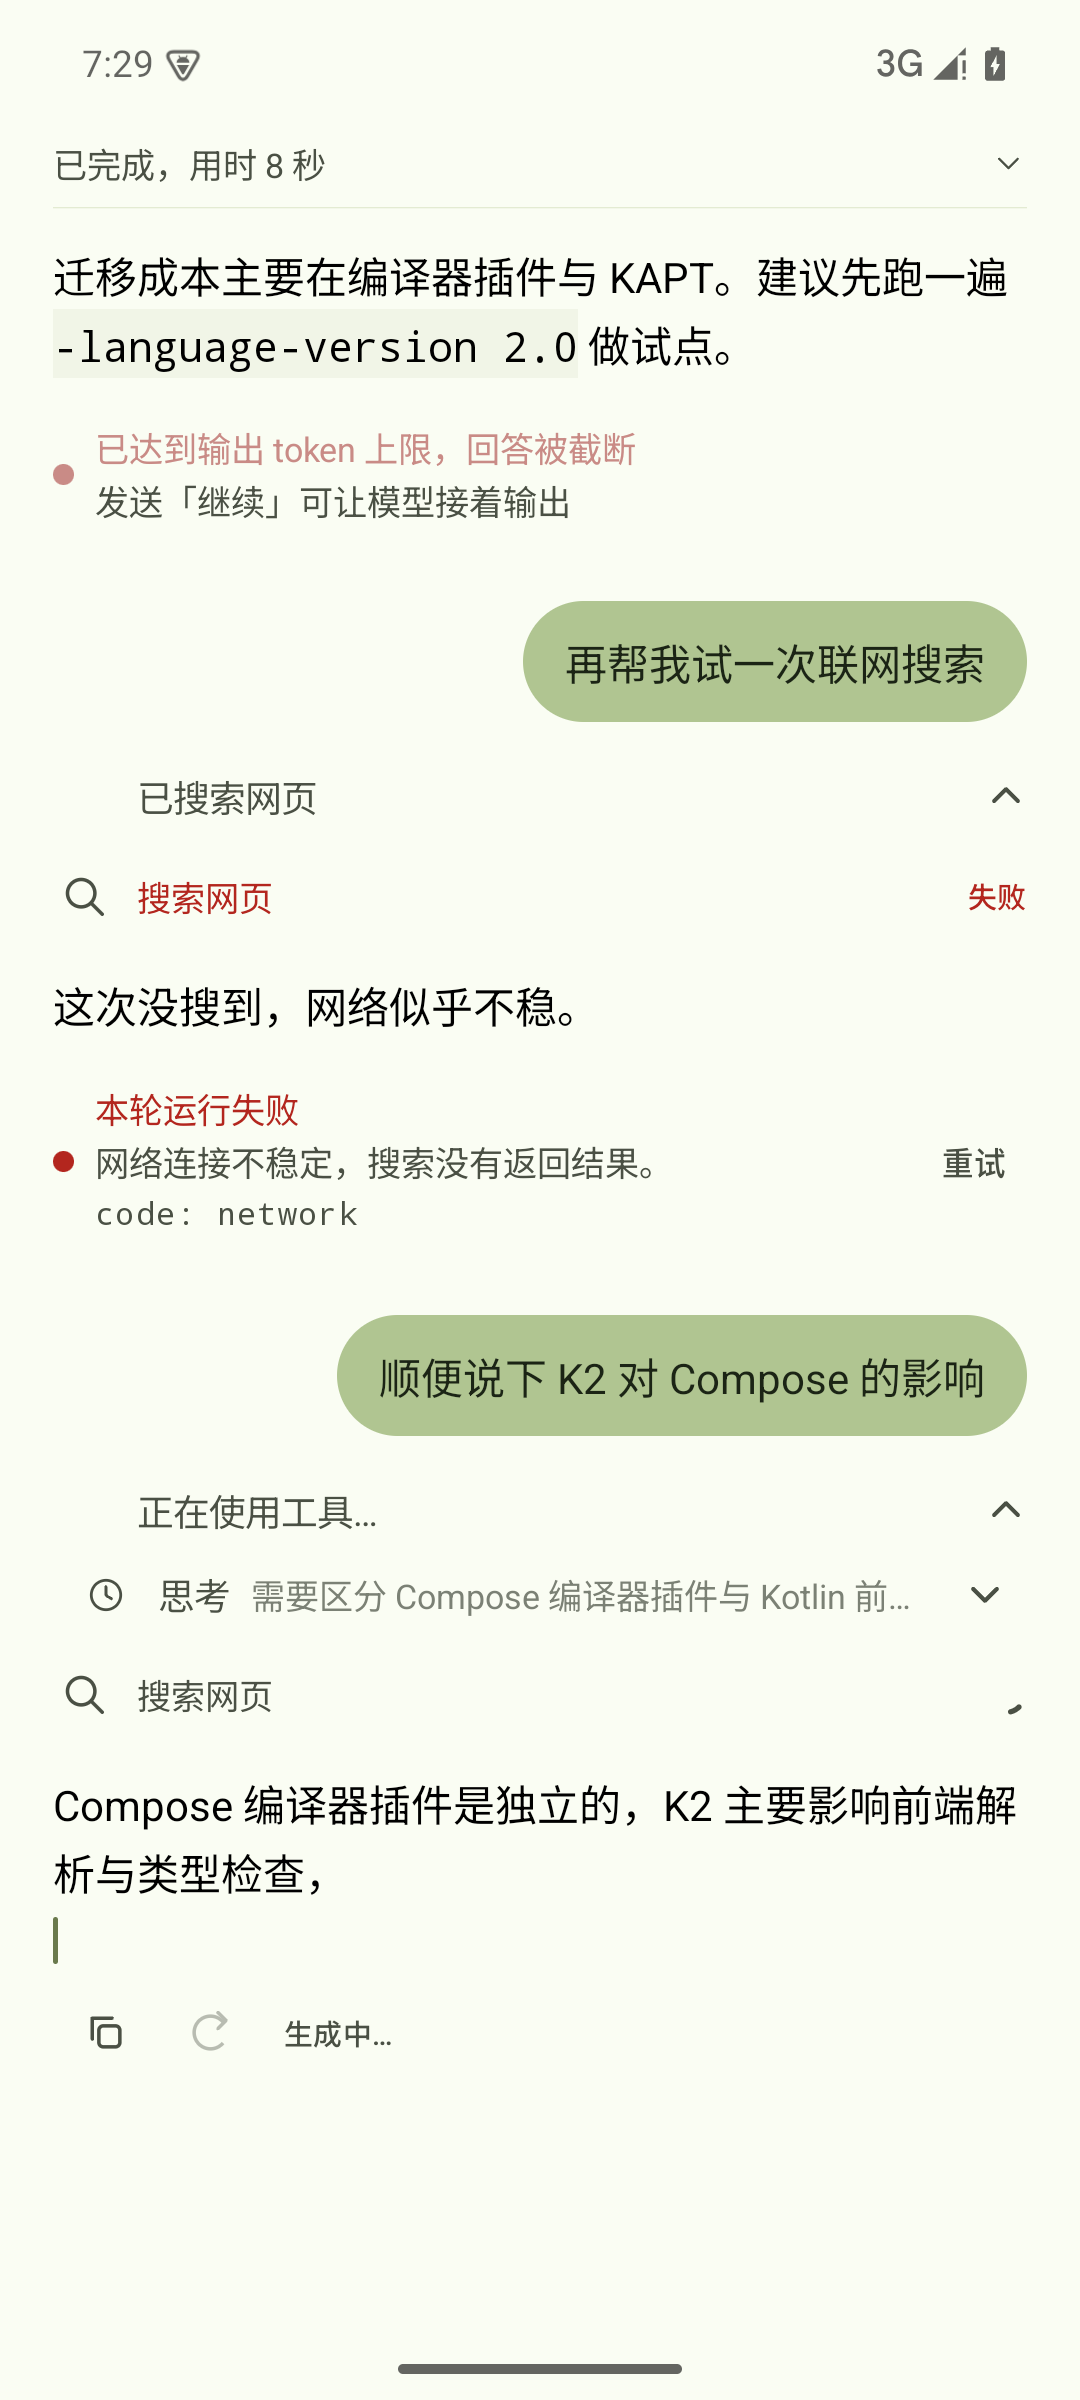 7:29
3G
已完成，用时 8 秒
迁移成本主要在编译器插件与 KAPT。建议先跑一遍
-language-version 2.0 做试点。
已达到输出 token 上限，回答被截断
发送「继续」可让模型接着输出
再帮我试一次联网搜索
已搜索网页
搜索网页 失败
这次没搜到，网络似乎不稳。
本轮运行失败
网络连接不稳定，搜索没有返回结果。 重试
code: network
顺便说下 K2 对 Compose 的影响
正在使用工具…
思考 需要区分 Compose 编译器插件与 Kotlin 前…
搜索网页
Compose 编译器插件是独立的，K2 主要影响前端解
析与类型检查，
生成中…